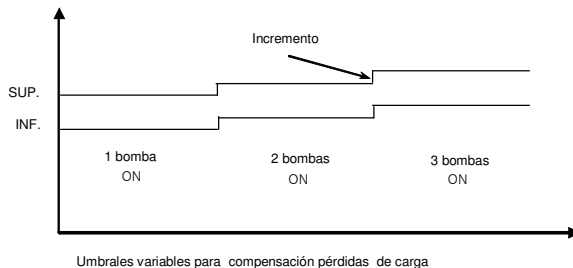 Incremento
SUP.
INF.
1 bomba
ON
2 bombas
ON
3 bombas
ON
Umbrales variables para compensación pérdidas de carga